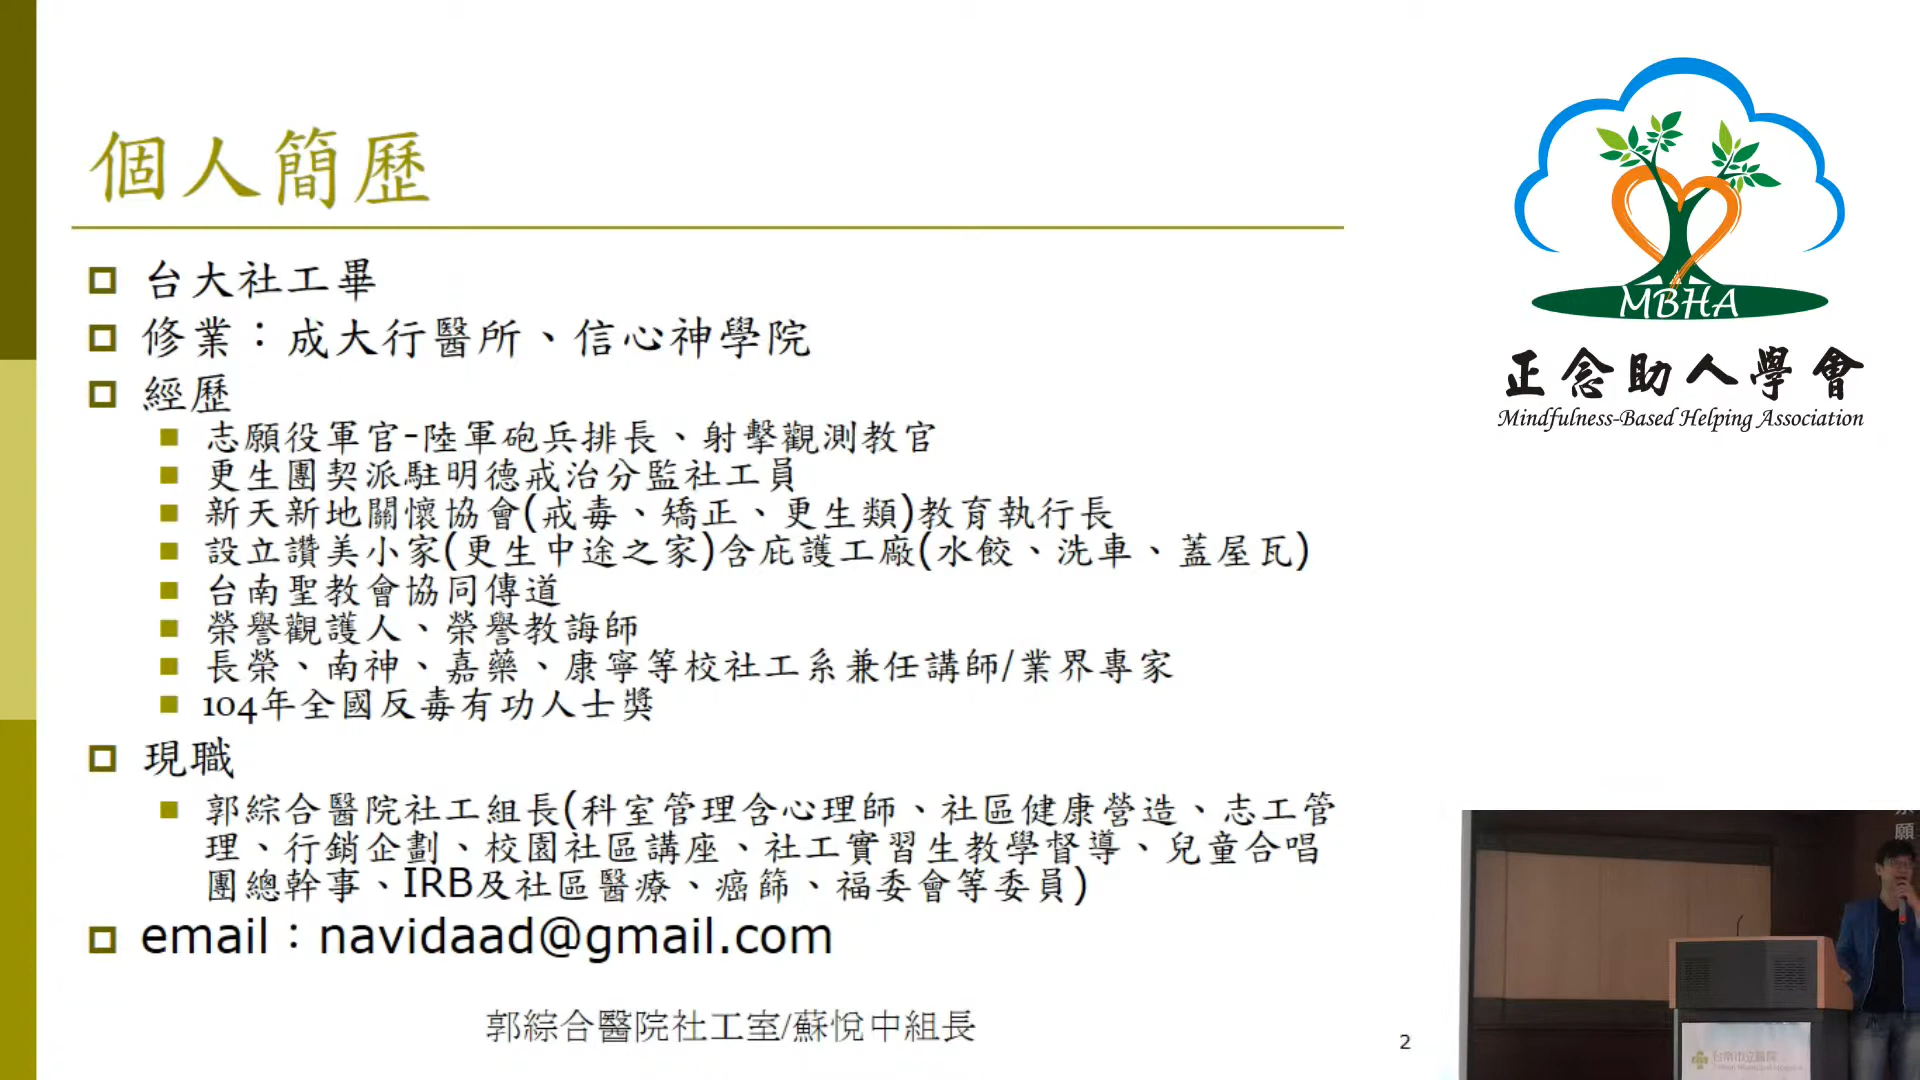 個人簡歷
台大社工畢
修業：成大行醫所、信心神學院
經歷
志願役軍官-陸軍砲兵排長、射擊觀測教官
更生團契派駐明德戒治分監社工員
新天新地關懷協會(戒毒、矯正、更生類)教育執行長
設立讚美小家(更生中途之家)含庇護工廠(水餃、洗車、蓋屋瓦)
台南聖教會協同傳道
榮譽觀護人、榮譽教誨師
長榮、南神、嘉藥、康寧等校社工系兼任講師/業界專家
104年全國反毒有功人士獎
現職
郭綜合醫院社工組長(科室管理含心理師、社區健康營造、志工管
理、行銷企劃、校園社區講座、社工實習生教學督導、兒童合唱
團總幹事、IRB及社區醫療、癌篩、福委會等委員)
email：navidaad@gmail.com
郭綜合醫院社工室/蘇悅中組長
2
MBHA
正念助人學會
Mindfulness-Based Helping Association
願
台南市立醫院